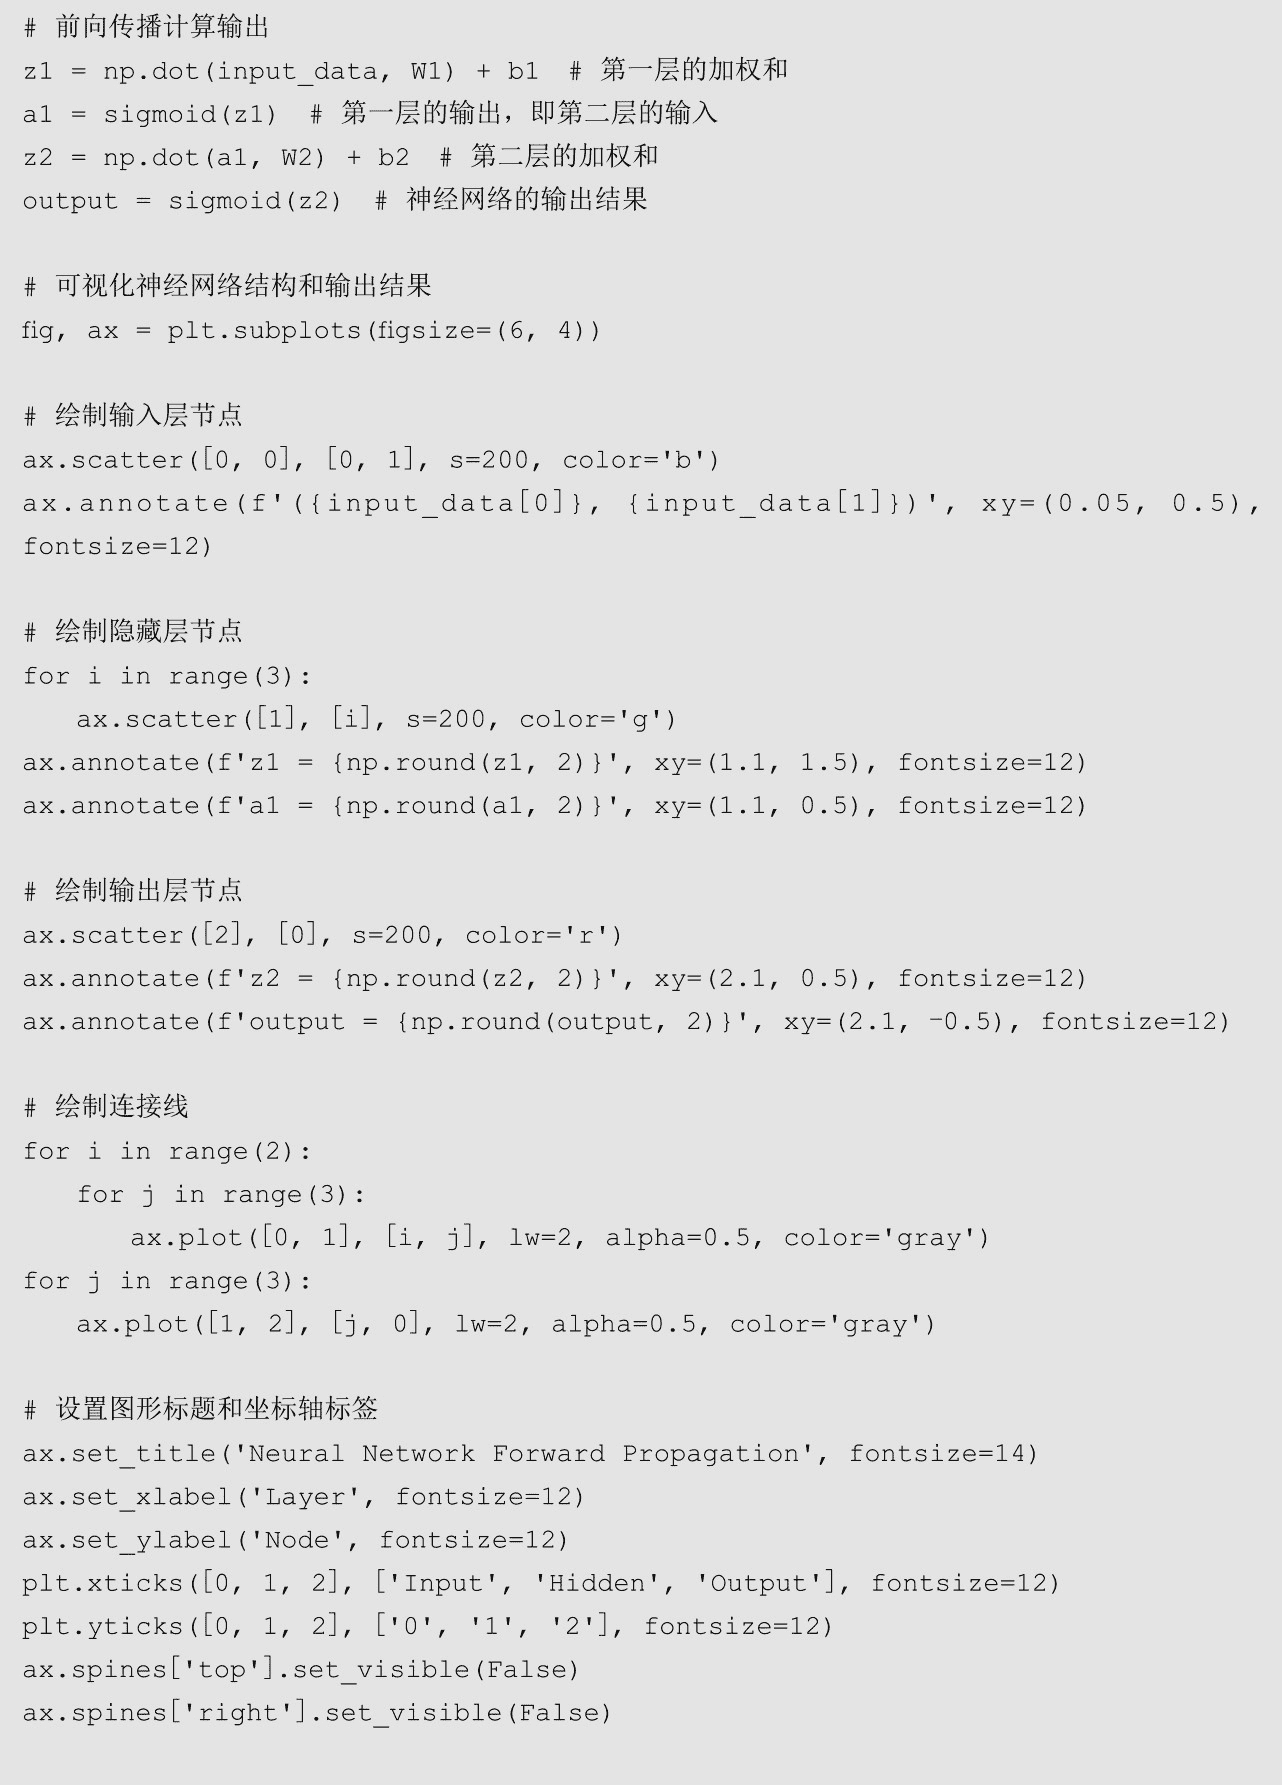 # 前向传播计算输出
z1 = np.dot(input_data, W1) + b1  # 第一层的加权和
a1 = sigmoid(z1)  # 第一层的输出，即第二层的输入
z2 = np.dot(a1, W2) + b2  # 第二层的加权和
output = sigmoid(z2)  # 神经网络的输出结果

# 可视化神经网络结构和输出结果
fig, ax = plt.subplots(figsize=(6, 4))

# 绘制输入层节点
ax.scatter([0, 0], [0, 1], s=200, color='b')
ax.annotate(f'({input_data[0]}, {input_data[1]})', xy=(0.05, 0.5),
fontsize=12)

# 绘制隐藏层节点
for i in range(3):
    ax.scatter([1], [i], s=200, color='g')
ax.annotate(f'z1 = {np.round(z1, 2)}', xy=(1.1, 1.5), fontsize=12)
ax.annotate(f'a1 = {np.round(a1, 2)}', xy=(1.1, 0.5), fontsize=12)

# 绘制输出层节点
ax.scatter([2], [0], s=200, color='r')
ax.annotate(f'z2 = {np.round(z2, 2)}', xy=(2.1, 0.5), fontsize=12)
ax.annotate(f'output = {np.round(output, 2)}', xy=(2.1, -0.5), fontsize=12)

# 绘制连接线
for i in range(2):
    for j in range(3):
        ax.plot([0, 1], [i, j], lw=2, alpha=0.5, color='gray')
for j in range(3):
    ax.plot([1, 2], [j, 0], lw=2, alpha=0.5, color='gray')

# 设置图形标题和坐标轴标签
ax.set_title('Neural Network Forward Propagation', fontsize=14)
ax.set_xlabel('Layer', fontsize=12)
ax.set_ylabel('Node', fontsize=12)
plt.xticks([0, 1, 2], ['Input', 'Hidden', 'Output'], fontsize=12)
plt.yticks([0, 1, 2], ['0', '1', '2'], fontsize=12)
ax.spines['top'].set_visible(False)
ax.spines['right'].set_visible(False)